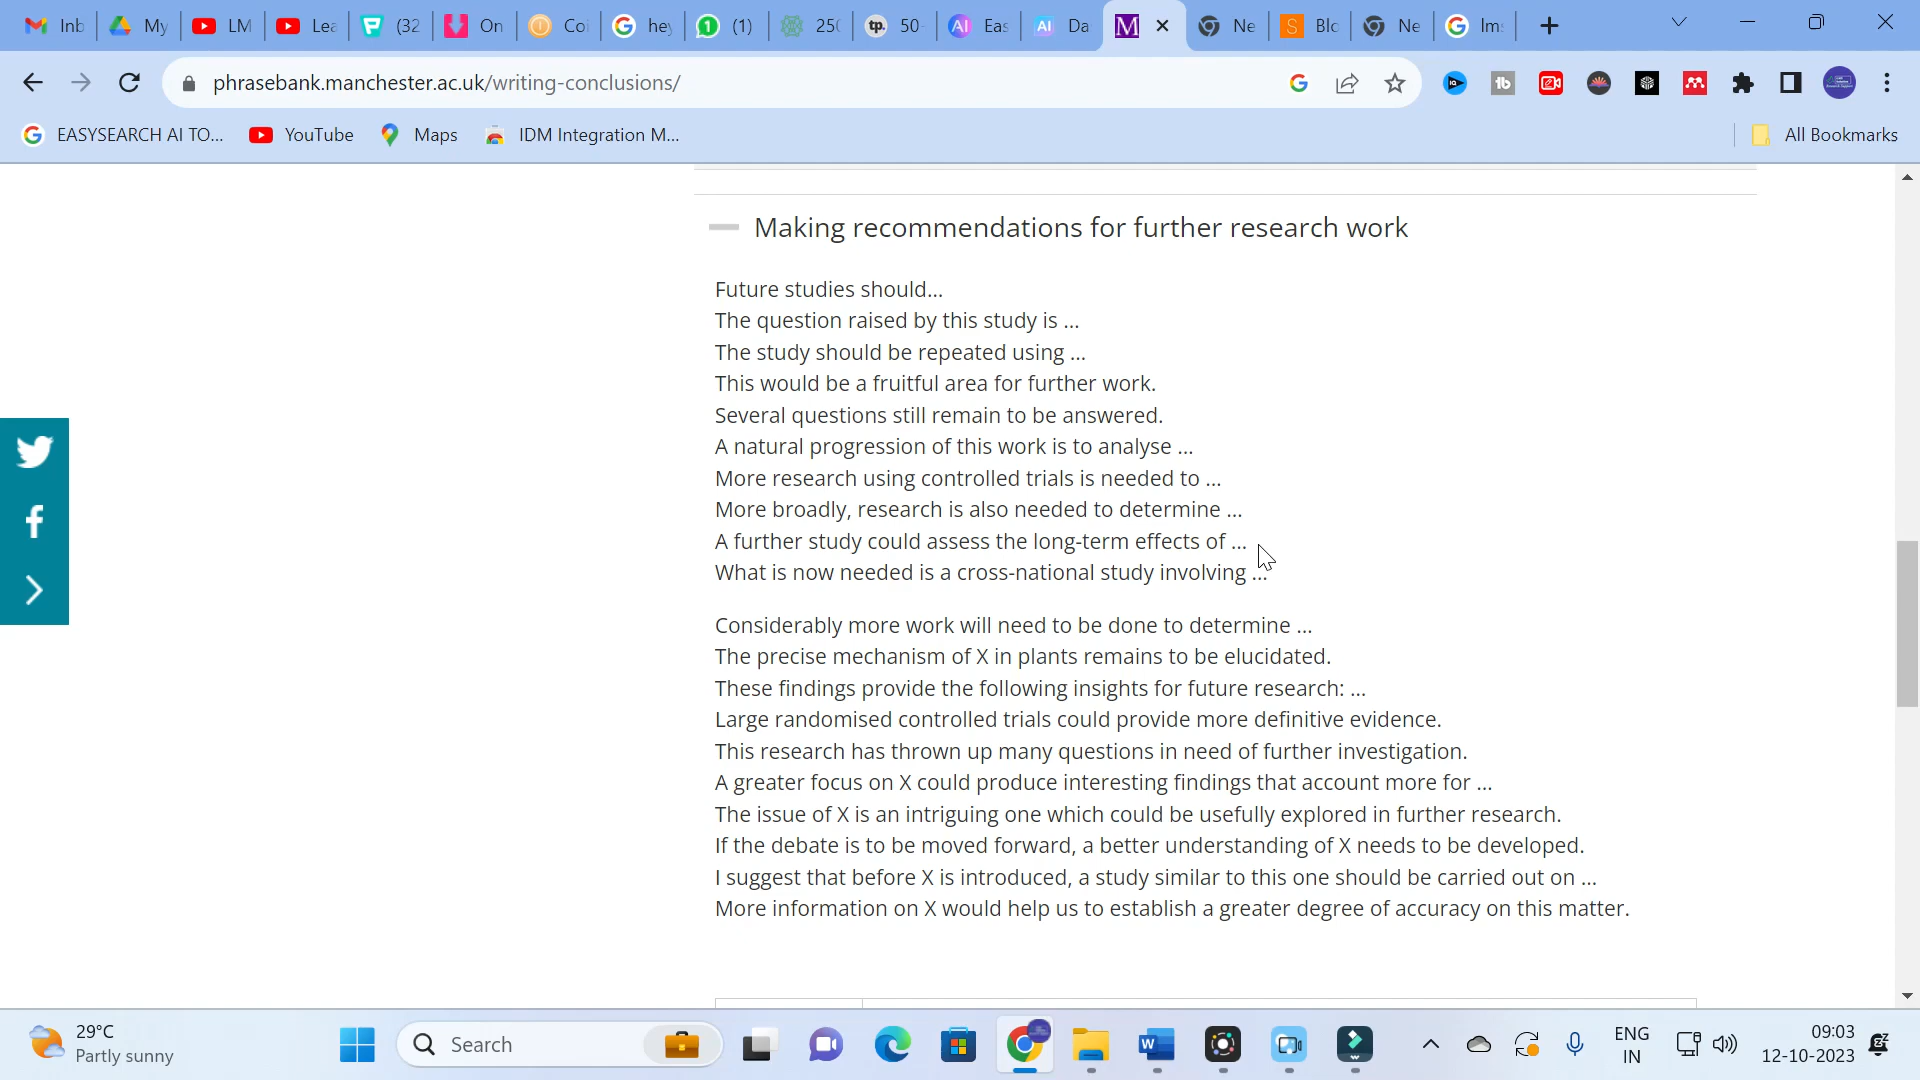 Inb
My
LM
Lea
(32
On
Coi
hey
(1)
250
tp.
50
AI
Eas
AI
Da
M
Ne
S
Blo
Ne
lms
phrasebank.manchester.ac.uk/writing-conclusions/
EASYSEARCH AI TO...
YouTube
Maps
IDM Integration M...
All Bookmarks
Making recommendations for further research work
Future studies should...
The question raised by this study is ...
The study should be repeated using ...
This would be a fruitful area for further work.
Several questions still remain to be answered.
A natural progression of this work is to analyse ...
More research using controlled trials is needed to ...
More broadly, research is also needed to determine ...
A further study could assess the long-term effects of ...
What is now needed is a cross-national study involving ...
Considerably more work will need to be done to determine ...
The precise mechanism of X in plants remains to be elucidated.
These findings provide the following insights for future research: ...
Large randomised controlled trials could provide more definitive evidence.
This research has thrown up many questions in need of further investigation.
A greater focus on X could produce interesting findings that account more for ...
The issue of X is an intriguing one which could be usefully explored in further research.
If the debate is to be moved forward, a better understanding of X needs to be developed.
I suggest that before X is introduced, a study similar to this one should be carried out on ...
More information on X would help us to establish a greater degree of accuracy on this matter.
29°C
Partly sunny
Search
ENG
IN
09:03
12-10-2023